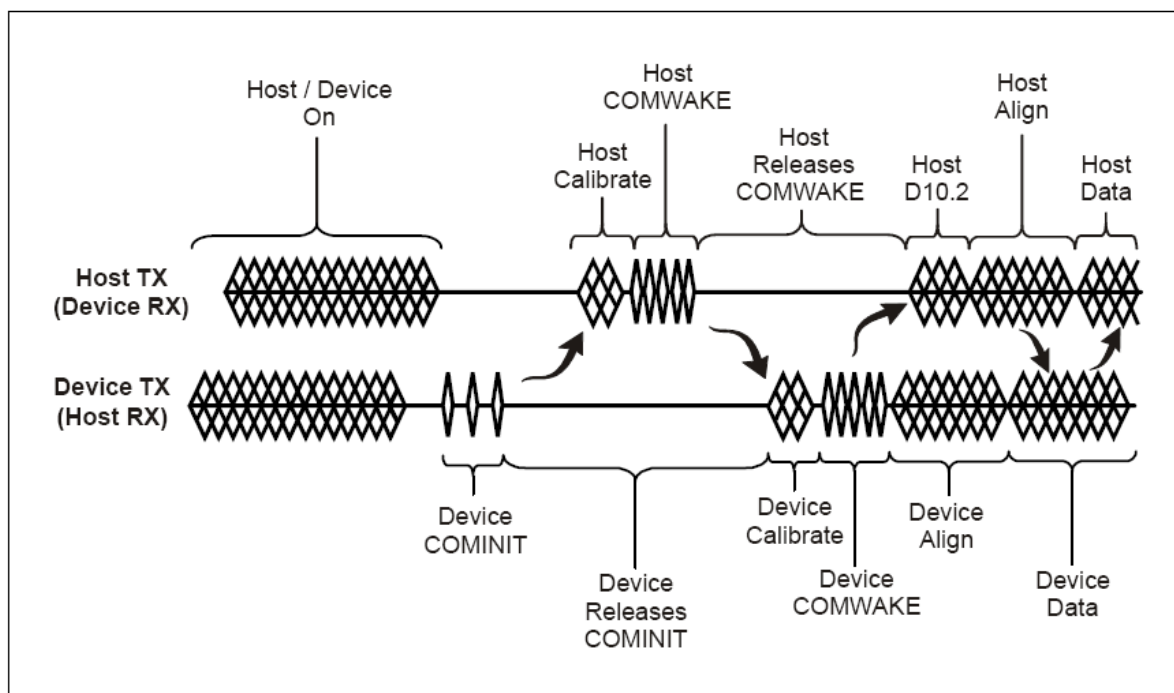 Host / Device
On
Host
COMWAKE
Host
Calibrate
Host
Releases
COMWAKE
Host
D10.2
Host
Align
Host
Data
Host TX
(Device RX)
Device TX
(Host RX)
Device
COMINIT
Device
Releases
COMINIT
Device
Calibrate
Device
COMWAKE
Device
Align
Device
Data